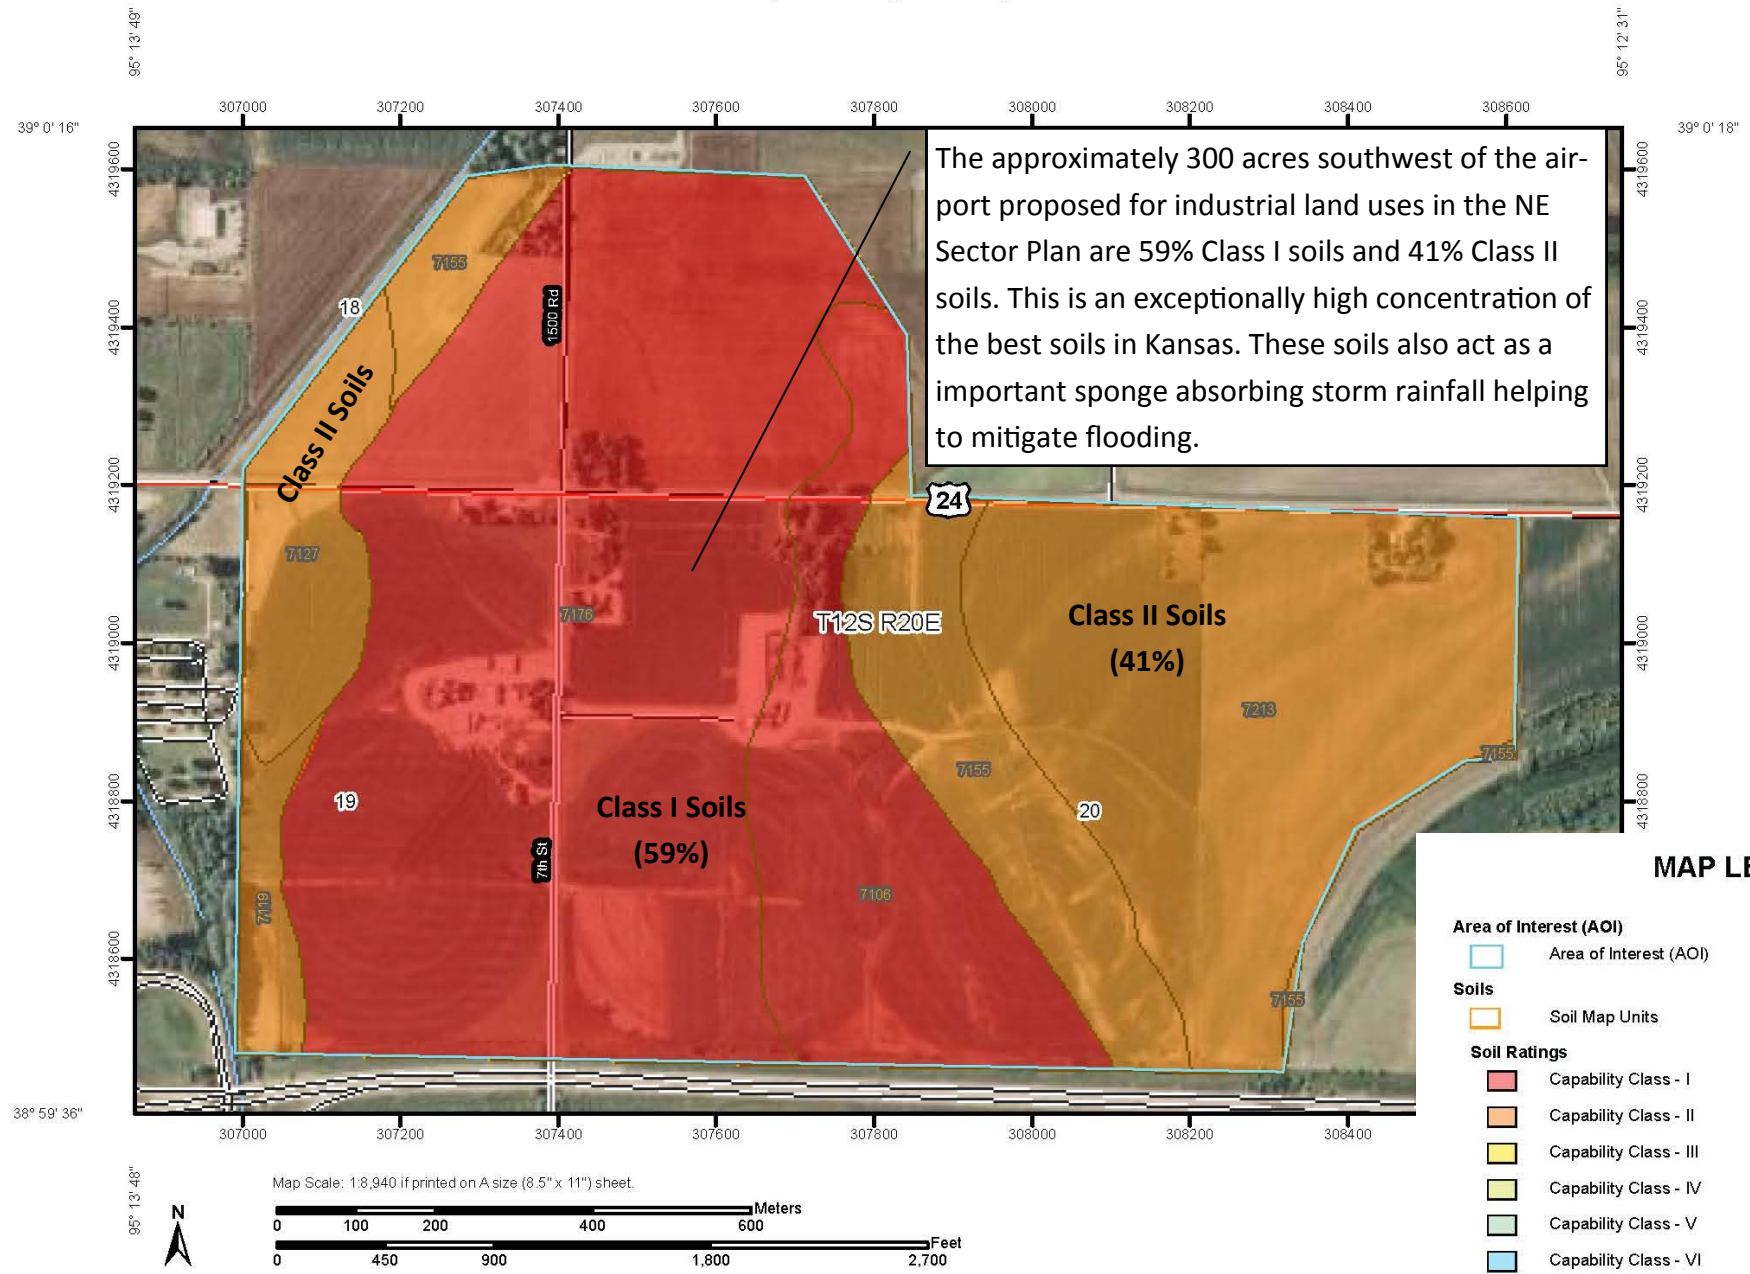 95° 13' 49"
95° 12' 31"
307000 307200 307400 307600 307800 308000 308200 308400 308600
39° 0' 16"
39° 0' 18"
4319600
4319400
4319200
4319000
4318800
4318600
4319600
4319400
4319200
4319000
4318800
The approximately 300 acres southwest of the air-
port proposed for industrial land uses in the NE
Sector Plan are 59% Class I soils and 41% Class II
soils. This is an exceptionally high concentration of
the best soils in Kansas. These soils also act as a
important sponge absorbing storm rainfall helping
to mitigate flooding.
7155
18
1500 Rd
Class II Soils
24
7127
7176
T12S R20E
Class II Soils
(41%)
7213
7155
7155
20
19
Class I Soils
(59%)
7th St
7106
7119
7155
MAP LE
Area of Interest (AOI)
Area of Interest (AOI)
Soils
Soil Map Units
Soil Ratings
Capability Class - I
Capability Class - II
Capability Class - III
Capability Class - IV
Capability Class - V
Capability Class - VI
38° 59' 36"
307000 307200 307400 307600 307800 308000 308200 308400
95° 13' 48"
N
Map Scale: 1:8,940 if printed on A size (8.5" x 11") sheet.
Meters
0 100 200 400 600
Feet
0 450 900 1,800 2,700